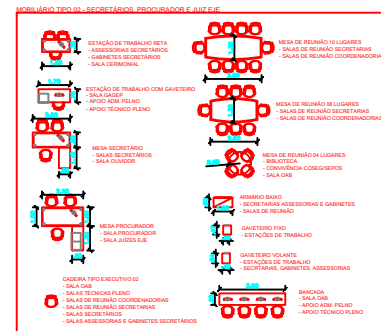 MOBILIÁRIO TIPO 02 - SECRETÁRIOS, PROCURADOR E JUIZ EJE
ESTAÇÃO DE TRABALHO RETA
- ASSESSORIAS SECRETARIAS
- GABINETES SECRETARIAS
- SALA CERIMONIAL
ESTAÇÃO DE TRABALHO COM GAVETEIRO
- SALA GAGEP
- APOIO ADM. PELNO
- APOIO TÉCNICO PLENO
MESA SECRETÁRIO
- SALAS SECRETÁRIOS
- SALA OUVIDOR
MESA PROCURADOR
- SALA PROCURADOR
- SALA JUÍZES EJE
CADEIRA TIPO EXECUTIVO 02
- SALA OAB
- SALAS TÉCNICAS PLENO
- SALAS DE REUNIÃO COORDENADORIAS
- SALAS DE REUNIÃO SECRETARIAS
- SALAS SECRETÁRIOS
- SALAS ASSESSORIAS E GABINETES SECRETÁRIOS
MESA DE REUNIÃO 10 LUGARES
- SALAS DE REUNIÃO SECRETARIAS
- SALAS DE REUNIÃO COORDENADORIA
MESA DE REUNIÃO 08 LUGARES
- SALAS DE REUNIÃO SECRETARIAS
- SALAS DE REUNIÃO COORDENADORIA
MESA DE REUNIÃO 04 LUGARES
- BIBLIOTECA
- CONVIVÊNCIA COSEG/SEPOS
- SALA OAB
ARMÁRIO BAIXO
- SECRETARIAS ASSESSORIAS E GABINETES
- SALAS DE REUNIÃO
GAVETEIRO FIXO
- ESTAÇÕES DE TRABALHO
GAVETEIRO VOLANTE
- ESTAÇÕES DE TRABALHO
- SECRTARIAS, GABINETES, ASSESSORIAS
BANCADA
- SALA OAB
- APOIO ADM. PELNO
- APOIO TÉCNICO PLENO